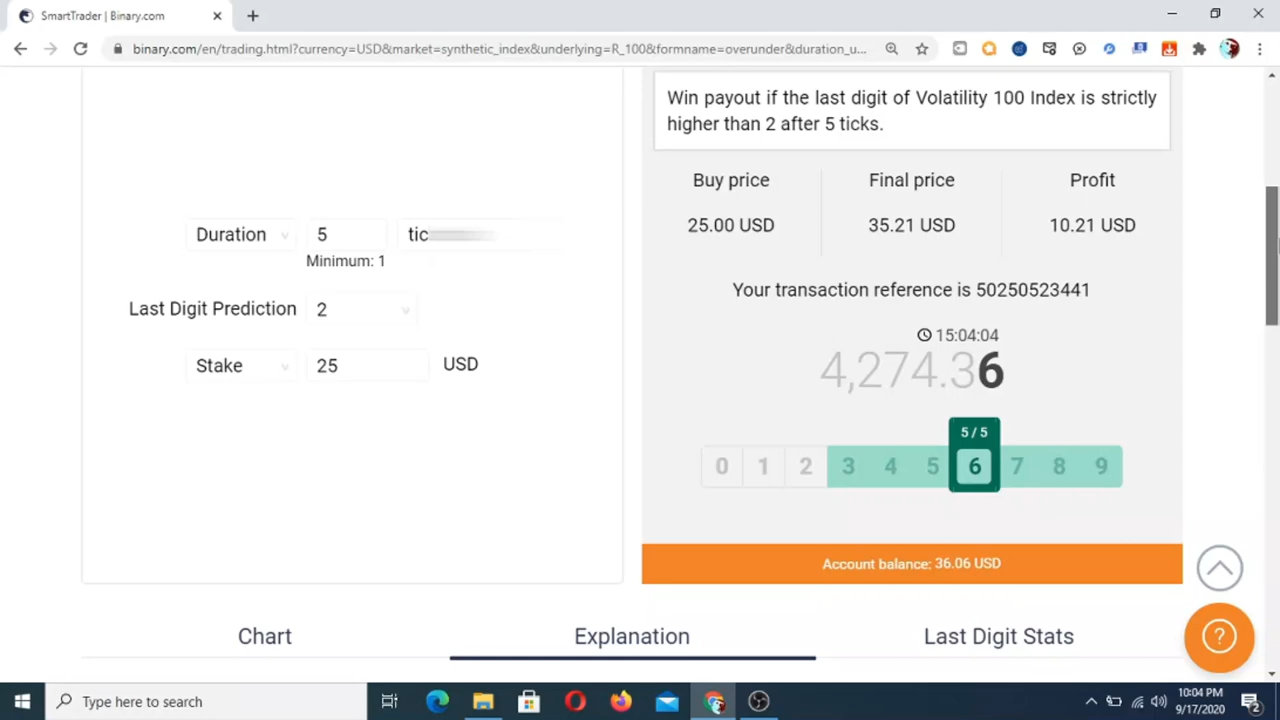 SmartTrader | Binary.com
binary.com/en/trading.html?currency=USD&market=synthetic_index&underlying=R_100&formname=overunder&duration_u...
Win payout if the last digit of Volatility 100 Index is strictly
higher than 2 after 5 ticks.
Buy price Final price Profit
25.00 USD 35.21 USD 10.21 USD
Duration 5 tic
Minimum: 1
Last Digit Prediction 2
Stake 25 USD
Your transaction reference is 50250523441
15:04:04
4,274.36
5 / 5
0 1 2 3 4 5 6 7 8 9
Account balance: 36.06 USD
?
Chart Explanation Last Digit Stats
Type here to search
10:04 PM
9/17/2020
2